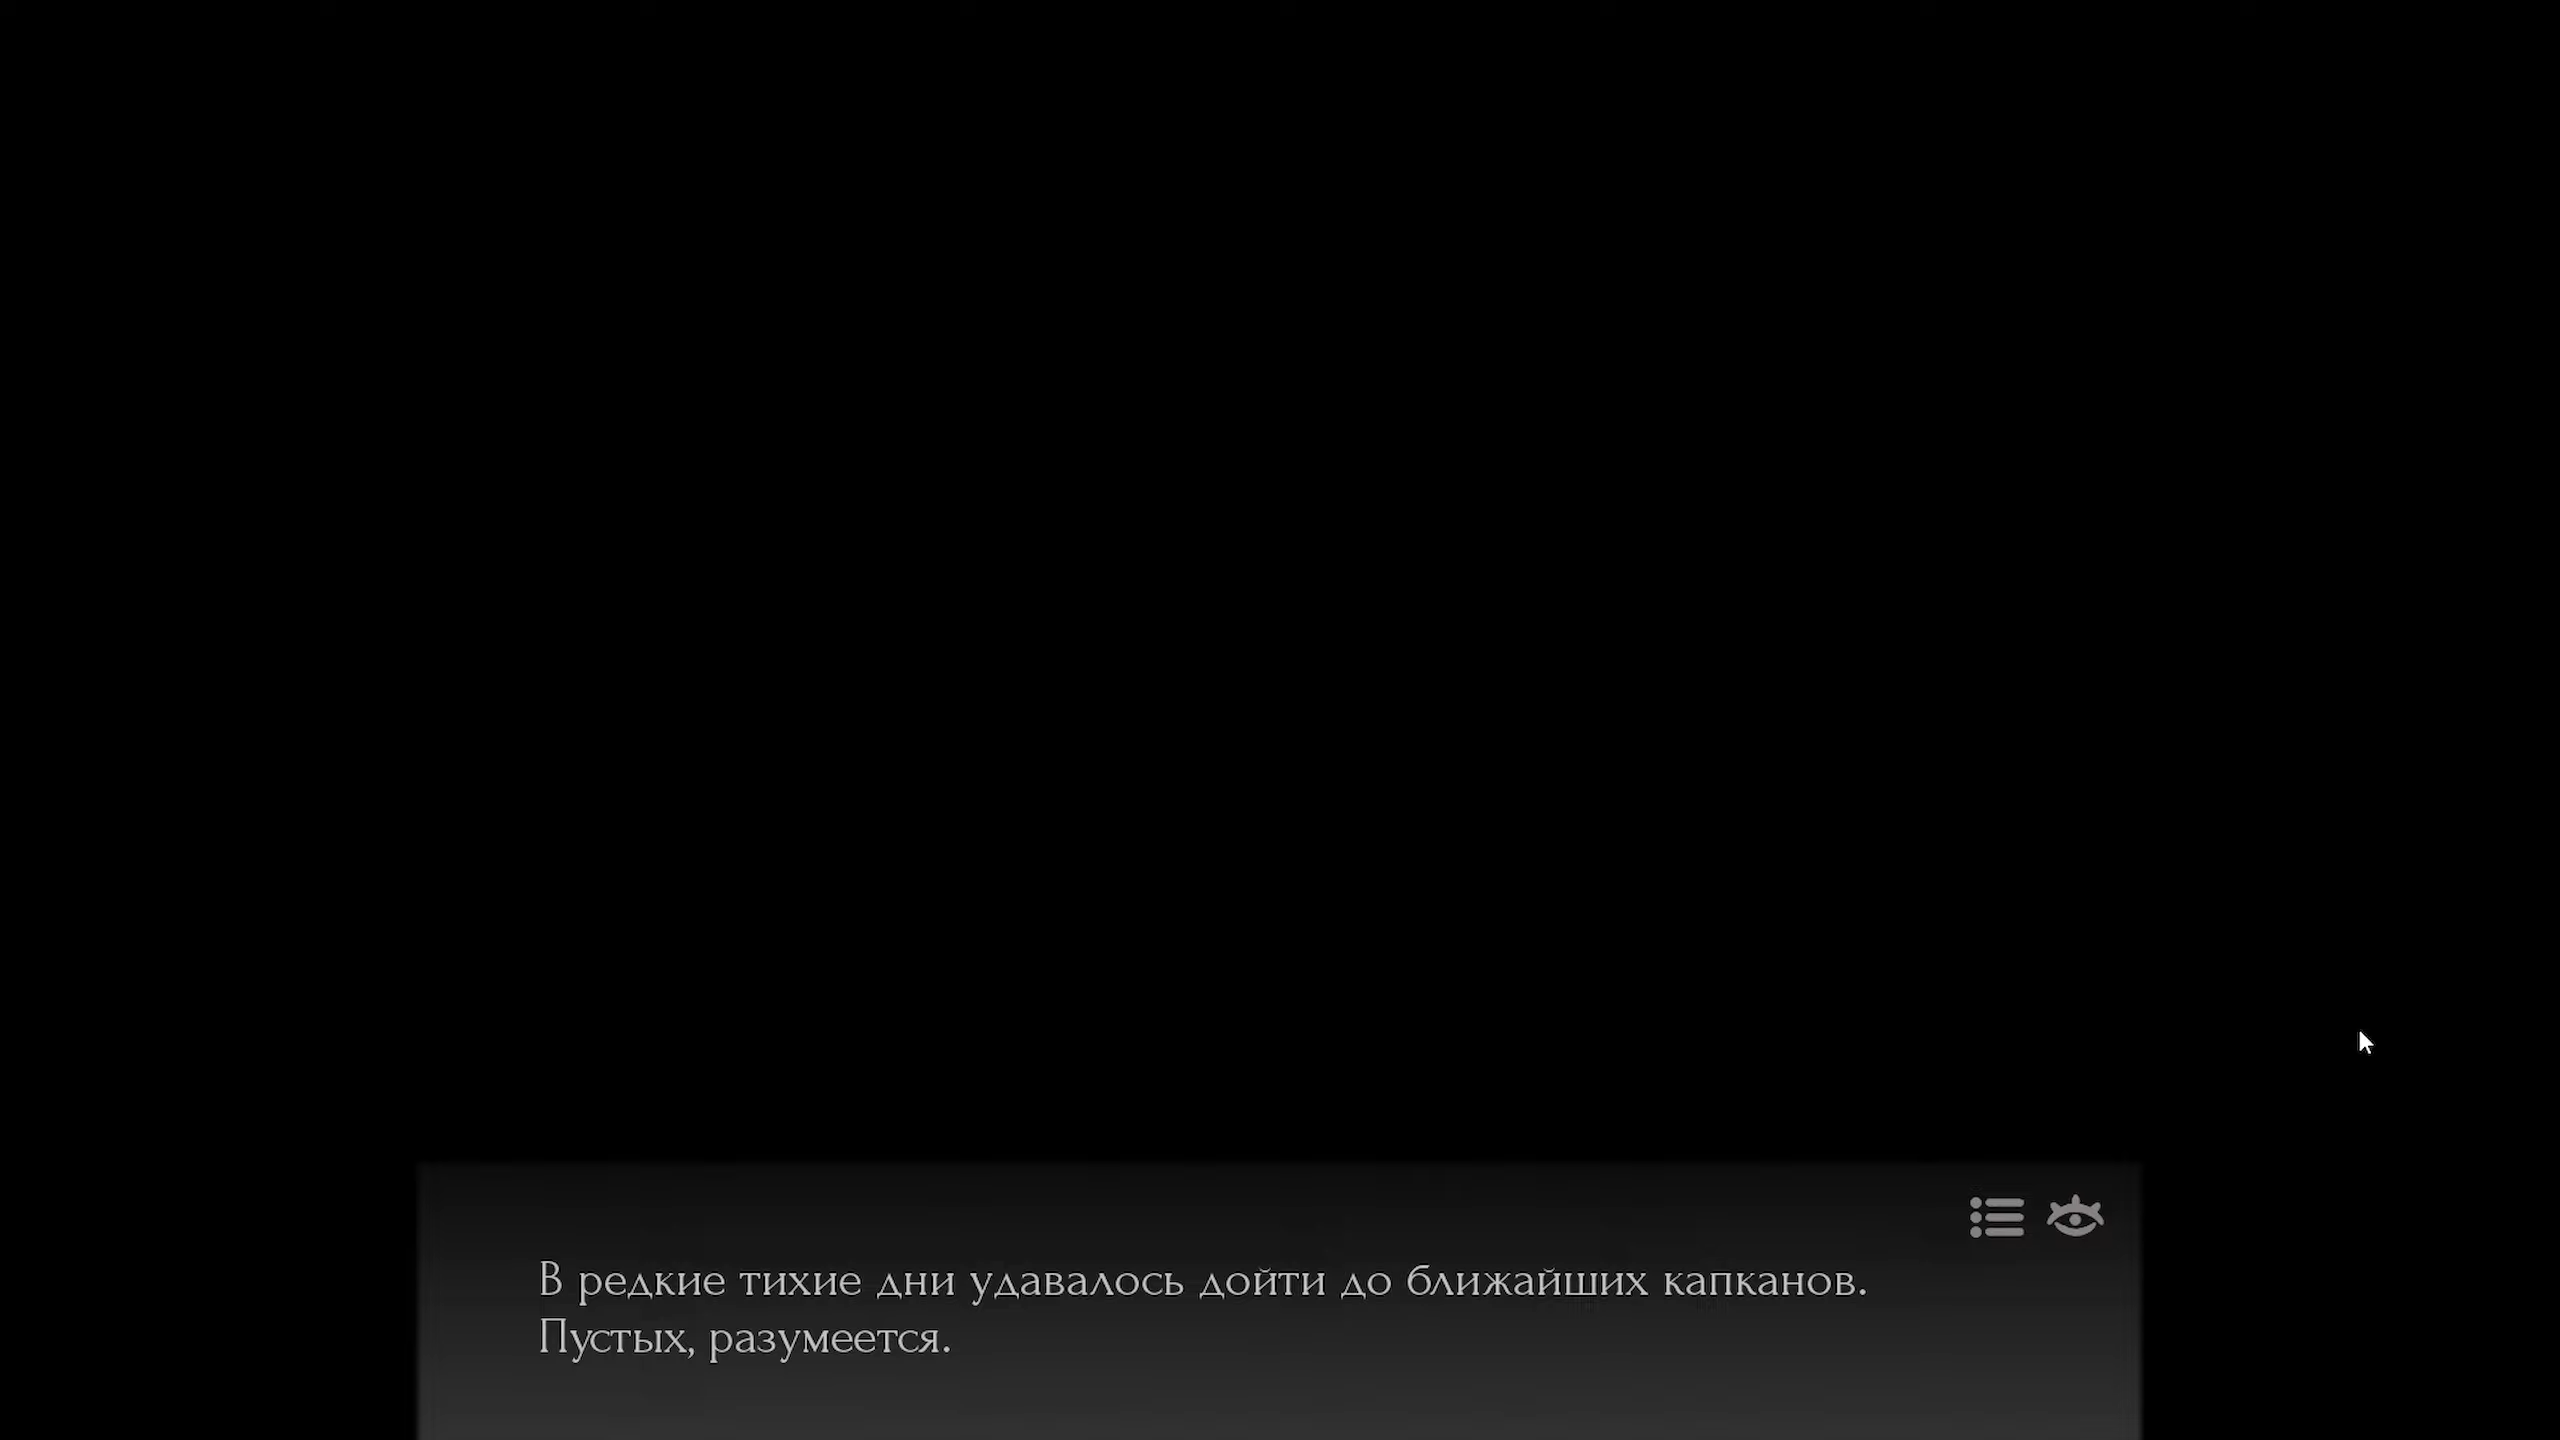 В редкие тихие дни удавалось дойти до ближайших капканов.
Пустых, разумеется.